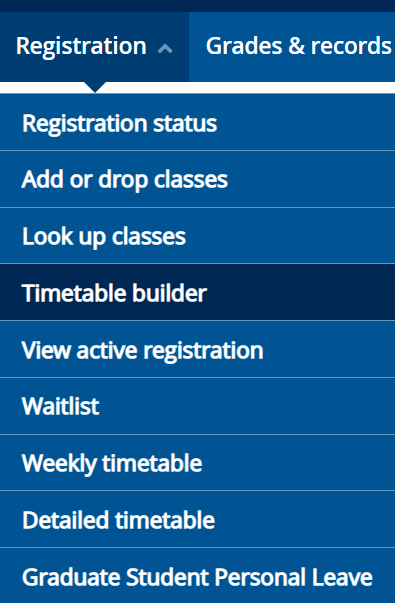 Registration
Grades & records
Registration status
Add or drop classes
Look up classes
Timetable builder
View active registration
Waitlist
Weekly timetable
Detailed timetable
Graduate Student Personal Leave